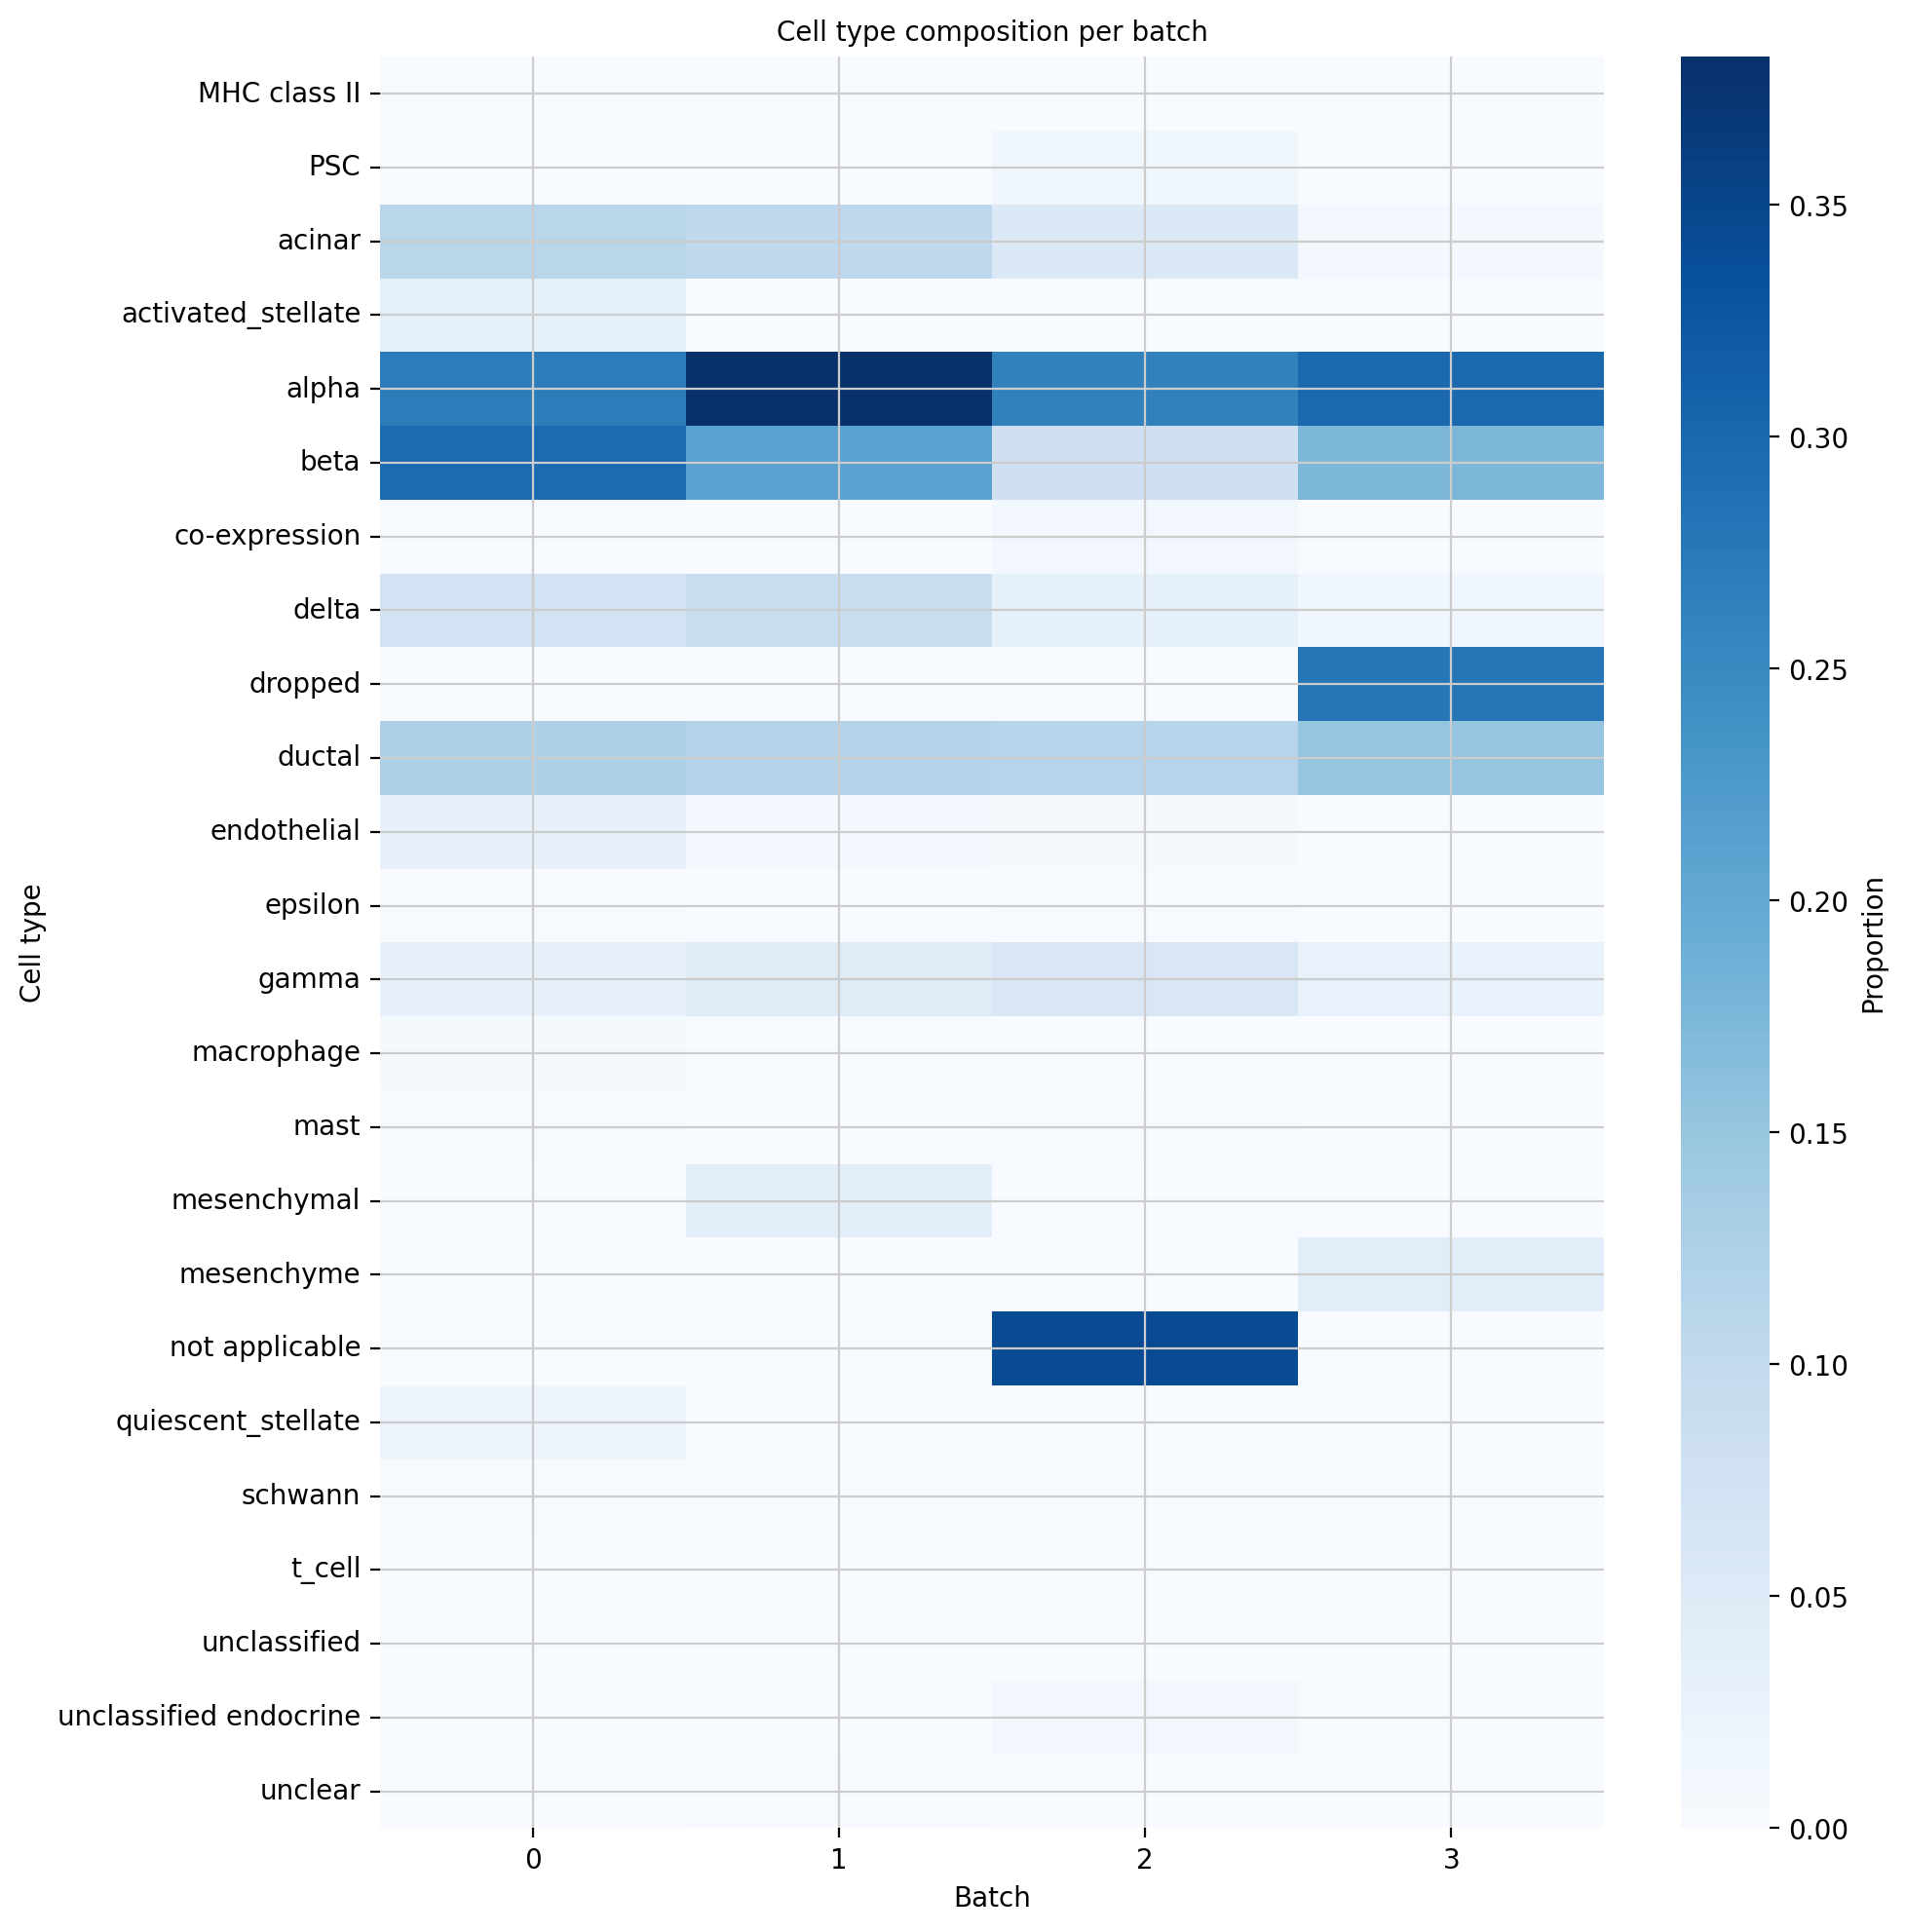 Cell type composition per batch
MHC class II
PSC
acinar
activated_stellate
alpha
beta
co-expression
delta
dropped
ductal
endothelial
epsilon
gamma
macrophage
mast
mesenchymal
mesenchyme
not applicable
quiescent_stellate
schwann
t_cell
unclassified
unclassified endocrine
unclear
Cell type
0 1 2 3
Batch
0.35
0.30
0.25
0.20
0.15
0.10
0.05
0.00
Proportion